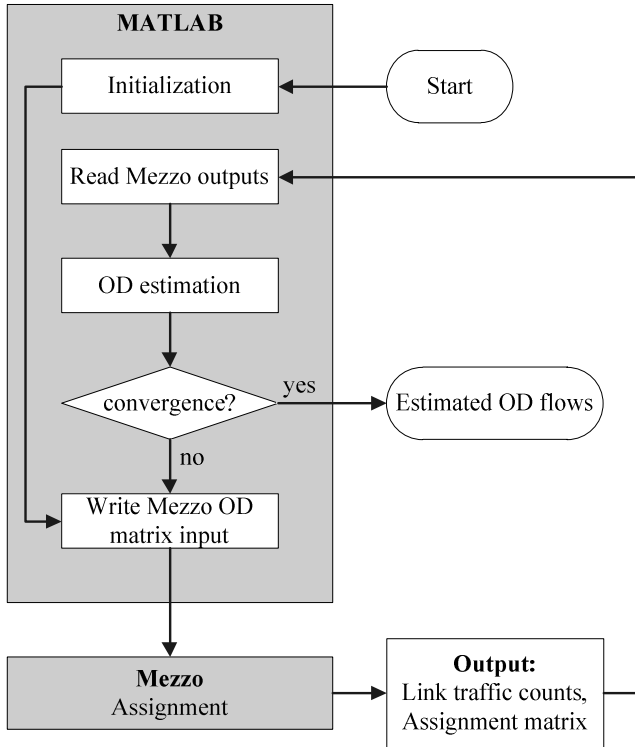 MATLAB
Initialization
Start
Read Mezzo outputs
OD estimation
convergence?
yes
Estimated OD flows
no
Write Mezzo OD
matrix input
Mezzo
Assignment
Output:
Link traffic counts,
Assignment matrix